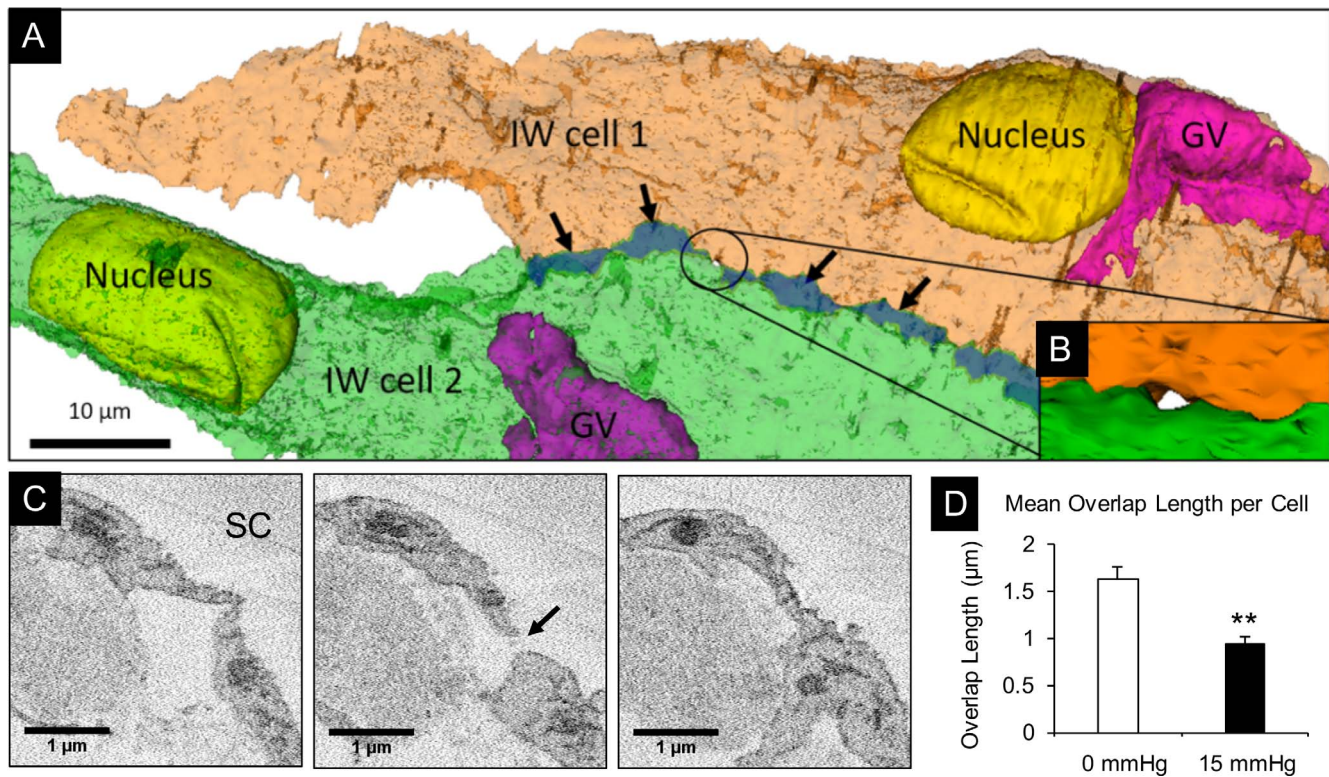 A
IW cell 1
Nucleus
GV
Nucleus
IW cell 2
GV
10 µm
B
C
SC
1 µm
1 µm
1 µm
D
Mean Overlap Length per Cell
Overlap Length (µm)
2
1.5
1
0.5
0
**
0 mmHg
15 mmHg